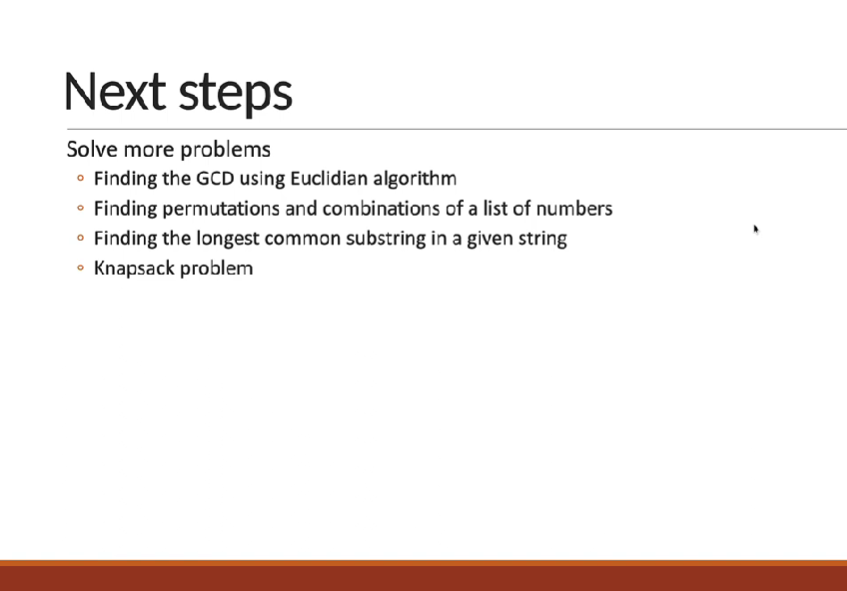 Next steps
Solve more problems
Finding the GCD using Euclidian algorithm
Finding permutations and combinations of a list of numbers
Finding the longest common substring in a given string
Knapsack problem